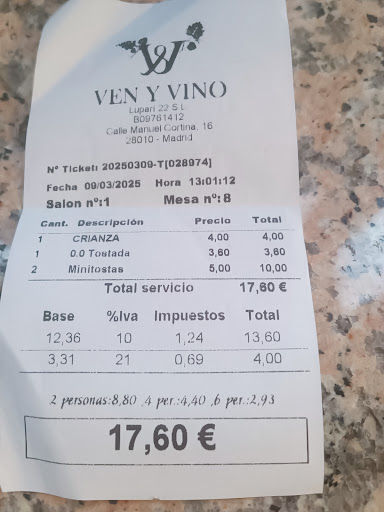 VEN Y VINO
Lupari 22 S.L
B09761412
Calle Manuel Cortina, 16
28010 - Madrid
Nº Ticket: 20250309-T[028974]
Fecha 09/03/2025 Hora 13:01:12
Salon nº:1 Mesa nº:8
Cant. Descripción Precio Total
1 CRIANZA 4,00 4,00
1 0.0 Tostada 3,60 3,60
2 Minitostas 5,00 10,00
Total servicio 17,60 €
Base %Iva Impuestos Total
12,36 10 1,24 13,60
3,31 21 0,69 4,00
2 personas:8,80 ,4 per.:4,40 ,6 per.:2,93
17,60 €